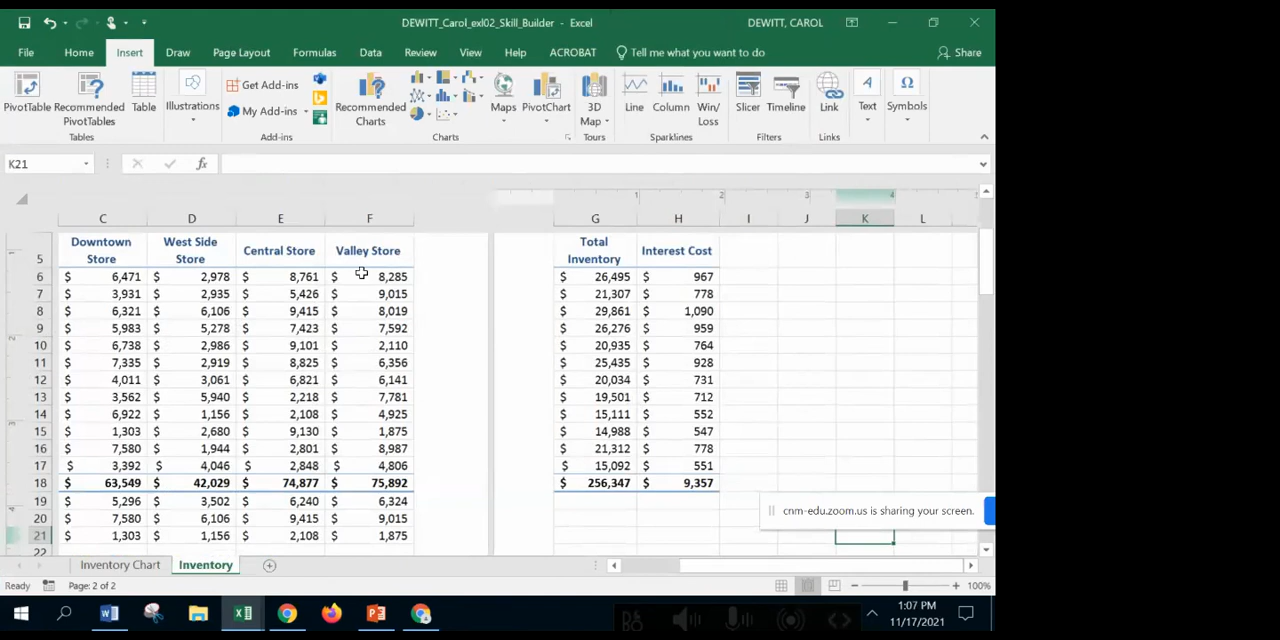 DEWITT_Carol_exl02_Skill_Builder - Excel
DEWITT, CAROL
File Home Insert Draw Page Layout Formulas Data Review View Help ACROBAT Tell me what you want to do Share
PivotTable Recommended PivotTables Table Illustrations Get Add-ins My Add-ins Recommended Charts Maps PivotChart 3D Map Line Column Win/ Loss Slicer Timeline Link Text Symbols
Tables Add-ins Charts Tours Sparklines Filters Links
K21 fx
1 2 3 4
C D E F G H I J K L
5 Downtown Store West Side Store Central Store Valley Store Total Inventory Interest Cost
6 $ 6,471 $ 2,978 $ 8,761 $ 8,285 $ 26,495 $ 967
7 $ 3,931 $ 2,935 $ 5,426 $ 9,015 $ 21,307 $ 778
8 $ 6,321 $ 6,106 $ 9,415 $ 8,019 $ 29,861 $ 1,090
9 $ 5,983 $ 5,278 $ 7,423 $ 7,592 $ 26,276 $ 959
10 $ 6,738 $ 2,986 $ 9,101 $ 2,110 $ 20,935 $ 764
11 $ 7,335 $ 2,919 $ 8,825 $ 6,356 $ 25,435 $ 928
12 $ 4,011 $ 3,061 $ 6,821 $ 6,141 $ 20,034 $ 731
13 $ 3,562 $ 5,940 $ 2,218 $ 7,781 $ 19,501 $ 712
14 $ 6,922 $ 1,156 $ 2,108 $ 4,925 $ 15,111 $ 552
15 $ 1,303 $ 2,680 $ 9,130 $ 1,875 $ 14,988 $ 547
16 $ 7,580 $ 1,944 $ 2,801 $ 8,987 $ 21,312 $ 778
17 $ 3,392 $ 4,046 $ 2,848 $ 4,806 $ 15,092 $ 551
18 $ 63,549 $ 42,029 $ 74,877 $ 75,892 $ 256,347 $ 9,357
19 $ 5,296 $ 3,502 $ 6,240 $ 6,324
20 $ 7,580 $ 6,106 $ 9,415 $ 9,015
21 $ 1,303 $ 1,156 $ 2,108 $ 1,875
22
cnm-edu.zoom.us is sharing your screen.
Inventory Chart Inventory
Ready Page: 2 of 2 100%
1:07 PM
11/17/2021